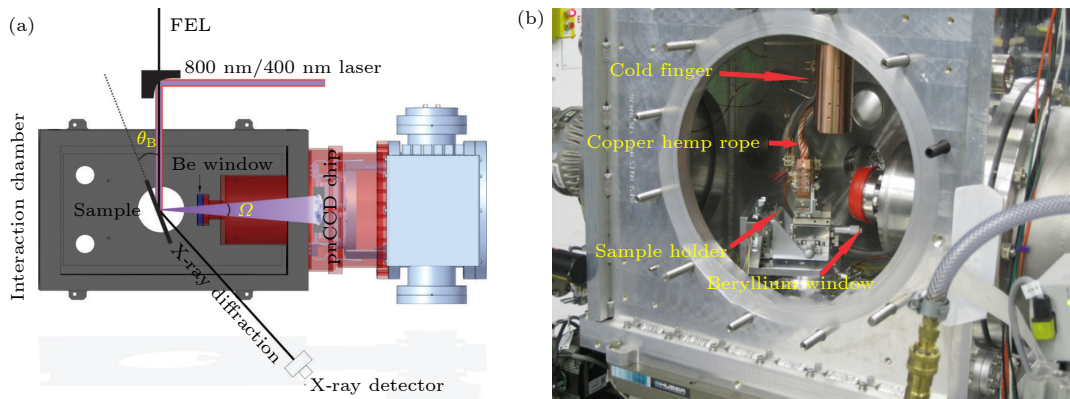 (a)
FEL
800 nm/400 nm laser
θB
Be window
Interaction chamber
Sample
Ω
pnCCD chip
X-ray diffraction
X-ray detector
(b)
Cold finger
Copper hemp rope
Sample holder
Beryllium window
HUBER